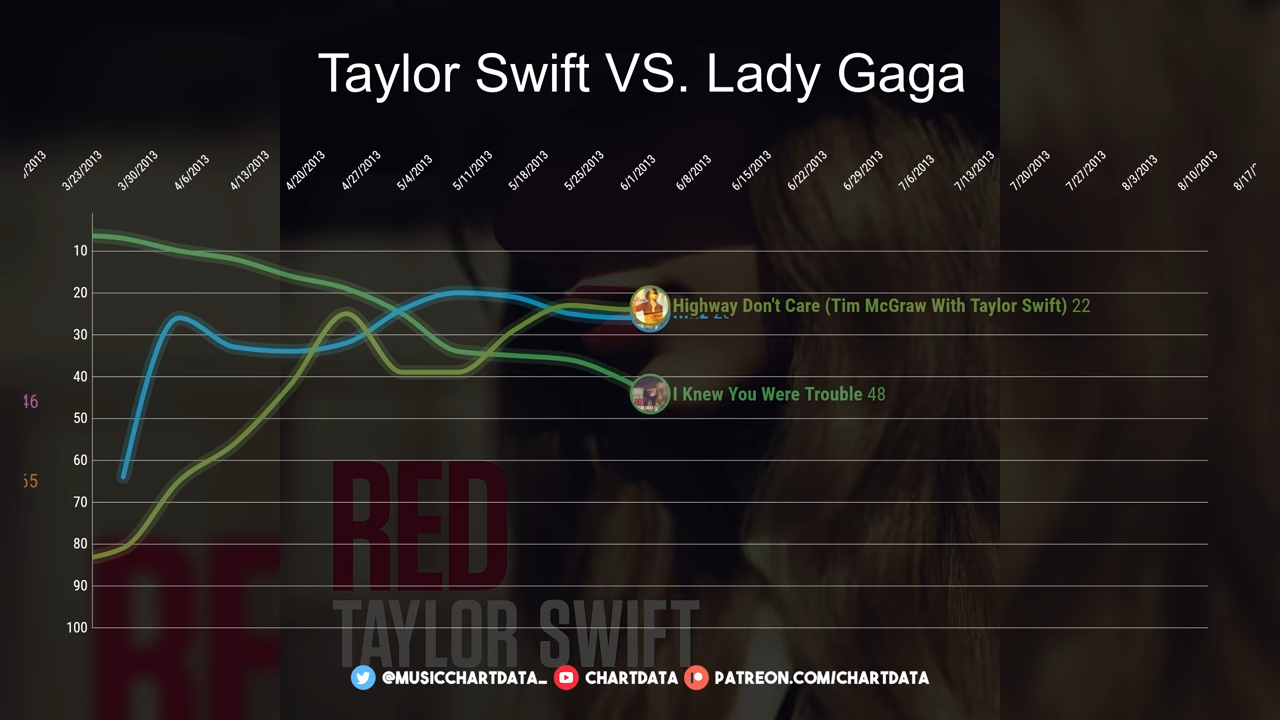 Taylor Swift VS. Lady Gaga
3/23/2013 3/30/2013 4/6/2013 4/13/2013 4/20/2013 4/27/2013 5/4/2013 5/11/2013 5/18/2013 5/25/2013 6/1/2013 6/8/2013 6/15/2013 6/22/2013 6/29/2013 7/6/2013 7/13/2013 7/20/2013 7/27/2013 8/3/2013 8/10/2013 8/17/
10
20
Highway Don't Care (Tim McGraw With Taylor Swift) 22
30
40
I Knew You Were Trouble 48
46
50
60
65
70
80
90
100
RED
TAYLOR SWIFT
@MUSICCHARTDATA_ CHARTDATA PATREON.COM/CHARTDATA